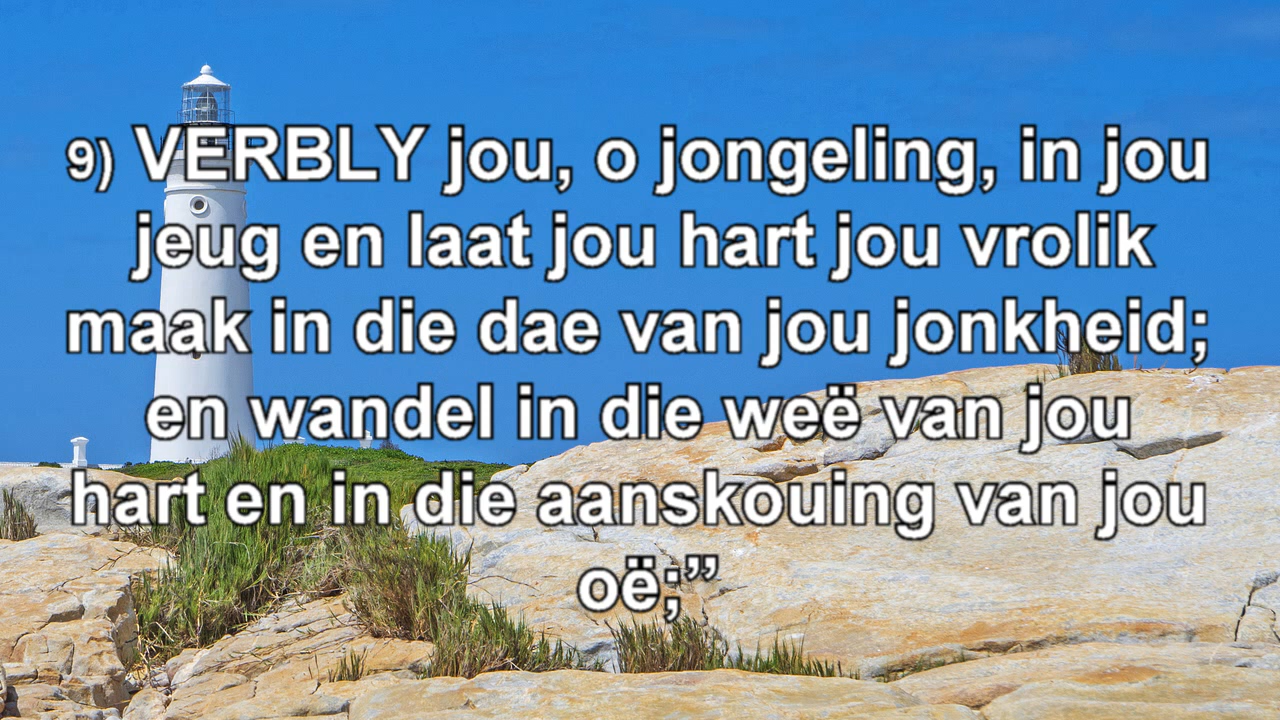 9) VERBLY jou, o jongeling, in jou
jeug en laat jou hart jou vrolik
maak in die dae van jou jonkheid;
en wandel in die weë van jou
hart en in die aanskouing van jou
oë;”